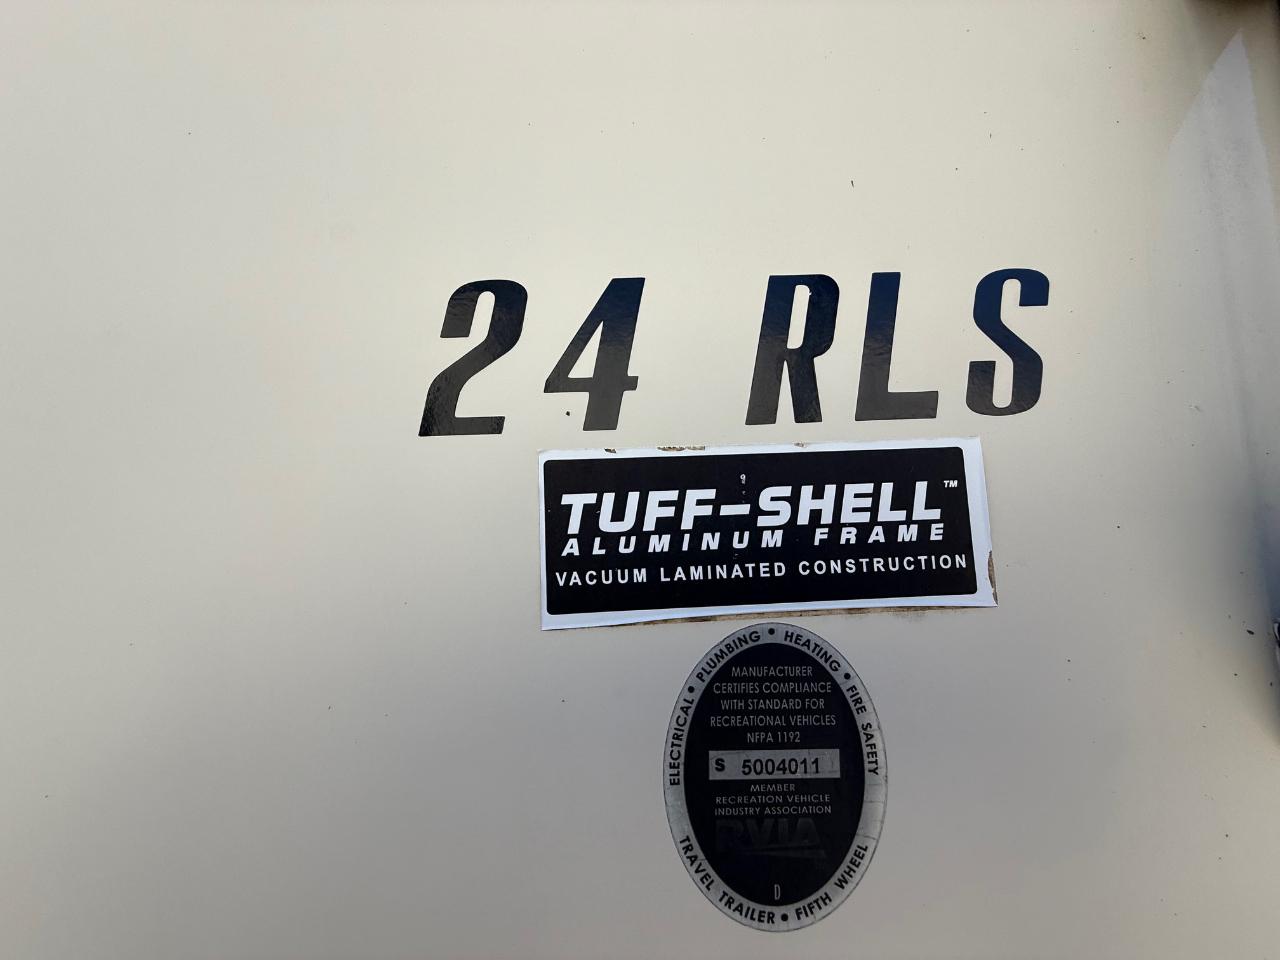 24 RLS
TUFF-SHELL™
ALUMINUM FRAME
VACUUM LAMINATED CONSTRUCTION
ELECTRICAL • PLUMBING • HEATING • FIRE SAFETY
MANUFACTURER
CERTIFIES COMPLIANCE
WITH STANDARD FOR
RECREATIONAL VEHICLES
NFPA 1192
S 5004011
MEMBER
RECREATION VEHICLE
INDUSTRY ASSOCIATION
RVIA
D
TRAVEL TRAILER • FIFTH WHEEL